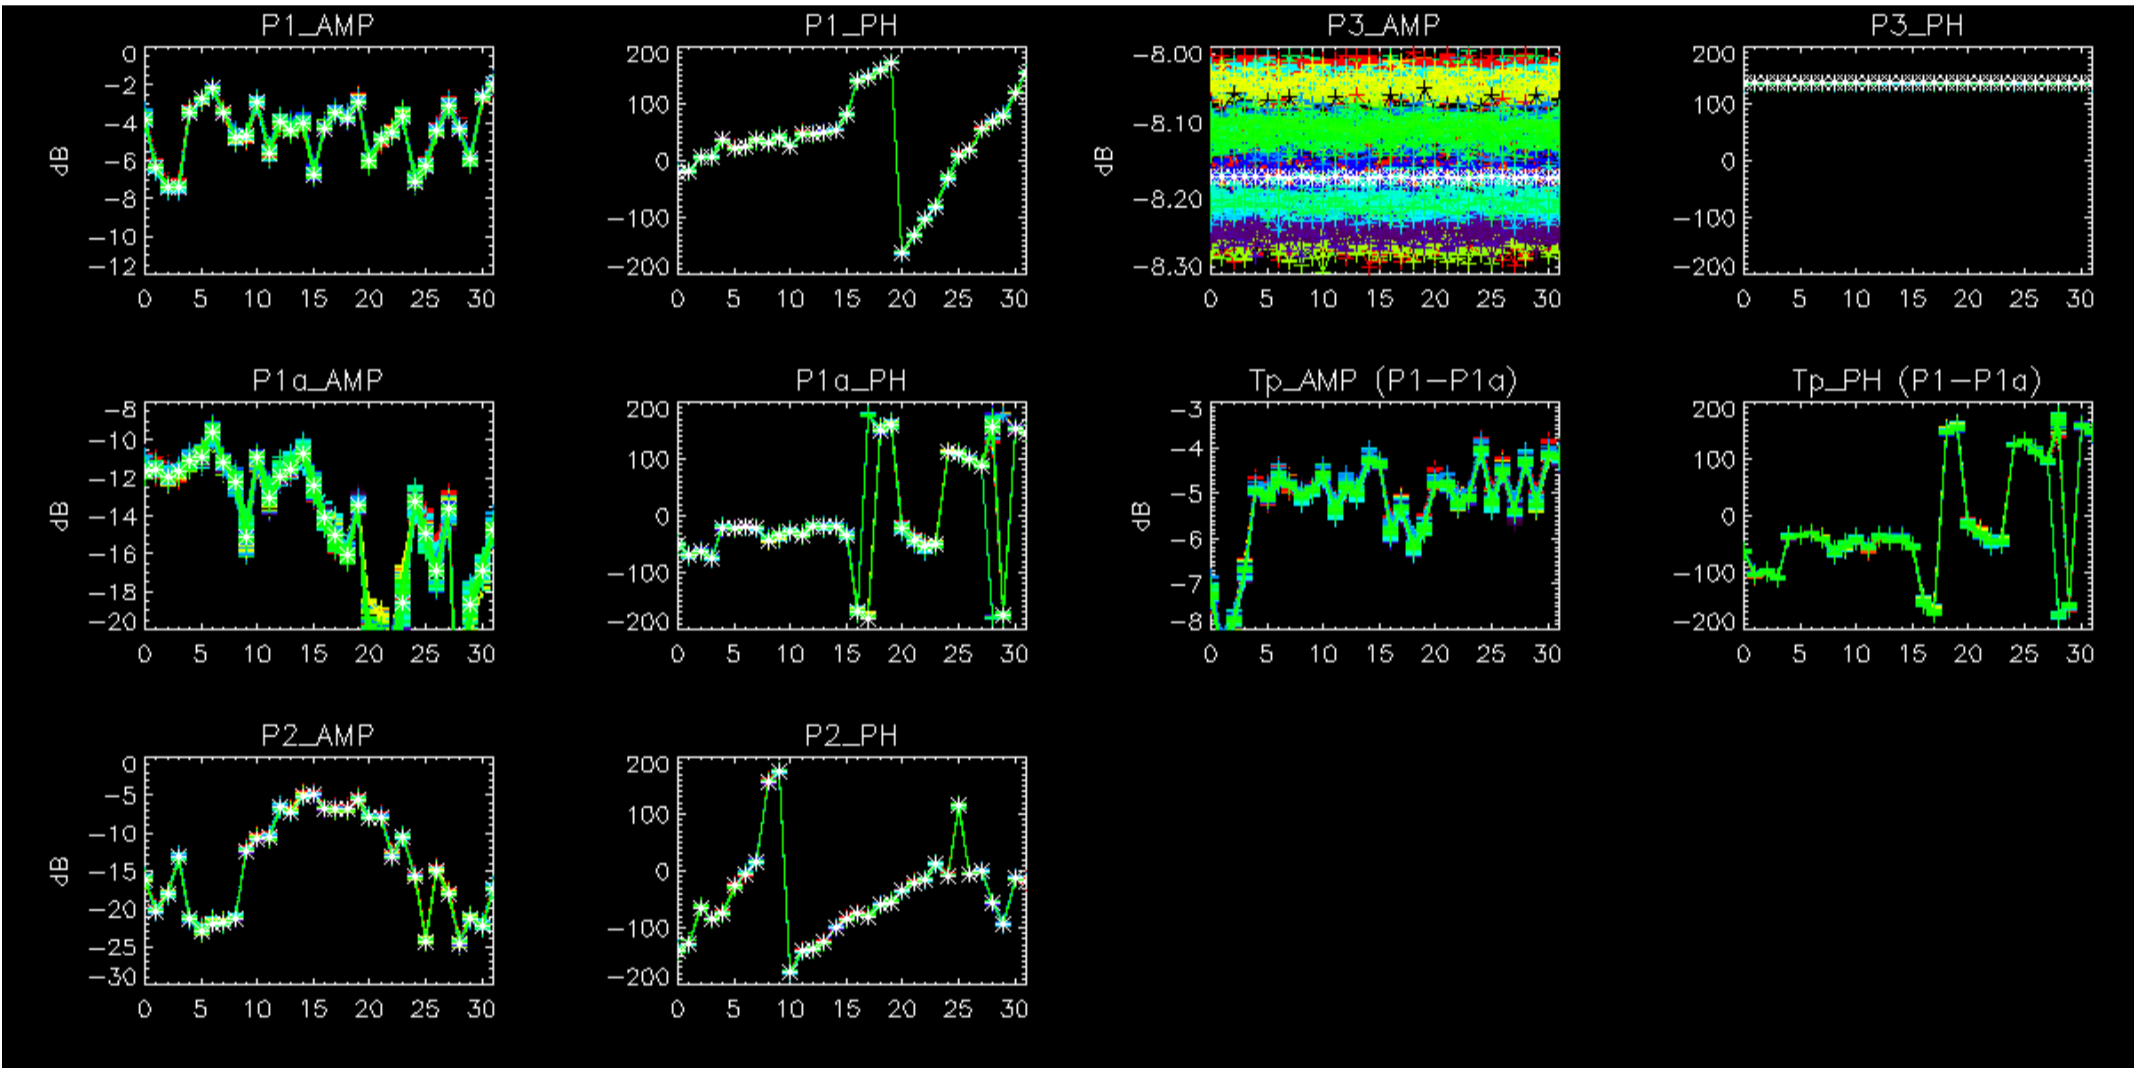 P1_AMP
0
−2
−4
−6
−8
−10
−12
dB
0 5 10 15 20 25 30
P1_PH
200
100
0
−100
−200
0 5 10 15 20 25 30
P3_AMP
−8.00
−8.10
−8.20
−8.30
dB
0 5 10 15 20 25 30
P3_PH
200
100
0
−100
−200
0 5 10 15 20 25 30
P1a_AMP
−8
−10
−12
−14
−16
−18
−20
dB
0 5 10 15 20 25 30
P1a_PH
200
100
0
−100
−200
0 5 10 15 20 25 30
Tp_AMP (P1−P1a)
−3
−4
−5
−6
−7
−8
dB
0 5 10 15 20 25 30
Tp_PH (P1−P1a)
200
100
0
−100
−200
0 5 10 15 20 25 30
P2_AMP
0
−5
−10
−15
−20
−25
−30
dB
0 5 10 15 20 25 30
P2_PH
200
100
0
−100
−200
0 5 10 15 20 25 30